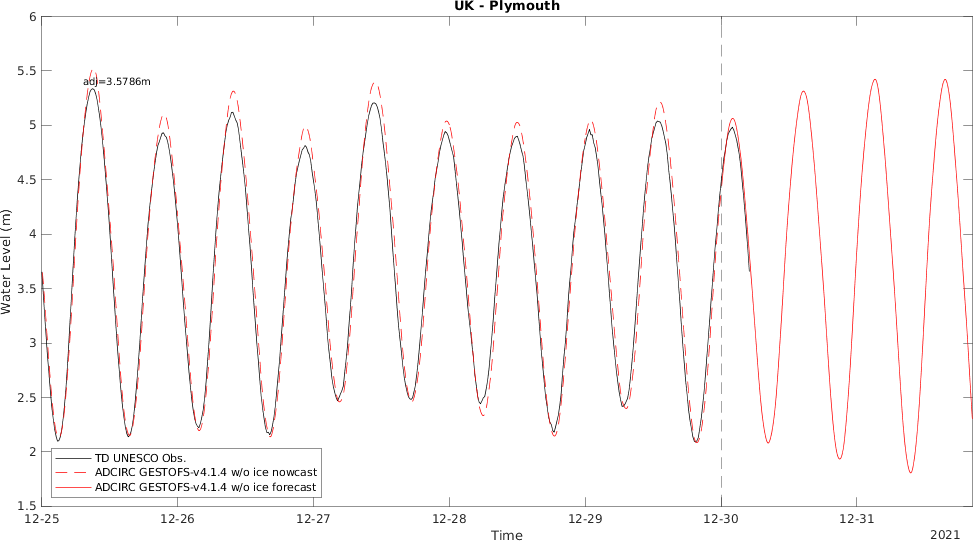 UK - Plymouth
6
5.5
adj=3.5786m
5
4.5
4
3.5
3
2.5
2
1.5
Water Level (m)
TD UNESCO Obs.
ADCIRC GESTOFS-v4.1.4 w/o ice nowcast
ADCIRC GESTOFS-v4.1.4 w/o ice forecast
12-25 12-26 12-27 12-28 12-29 12-30 12-31
Time
2021